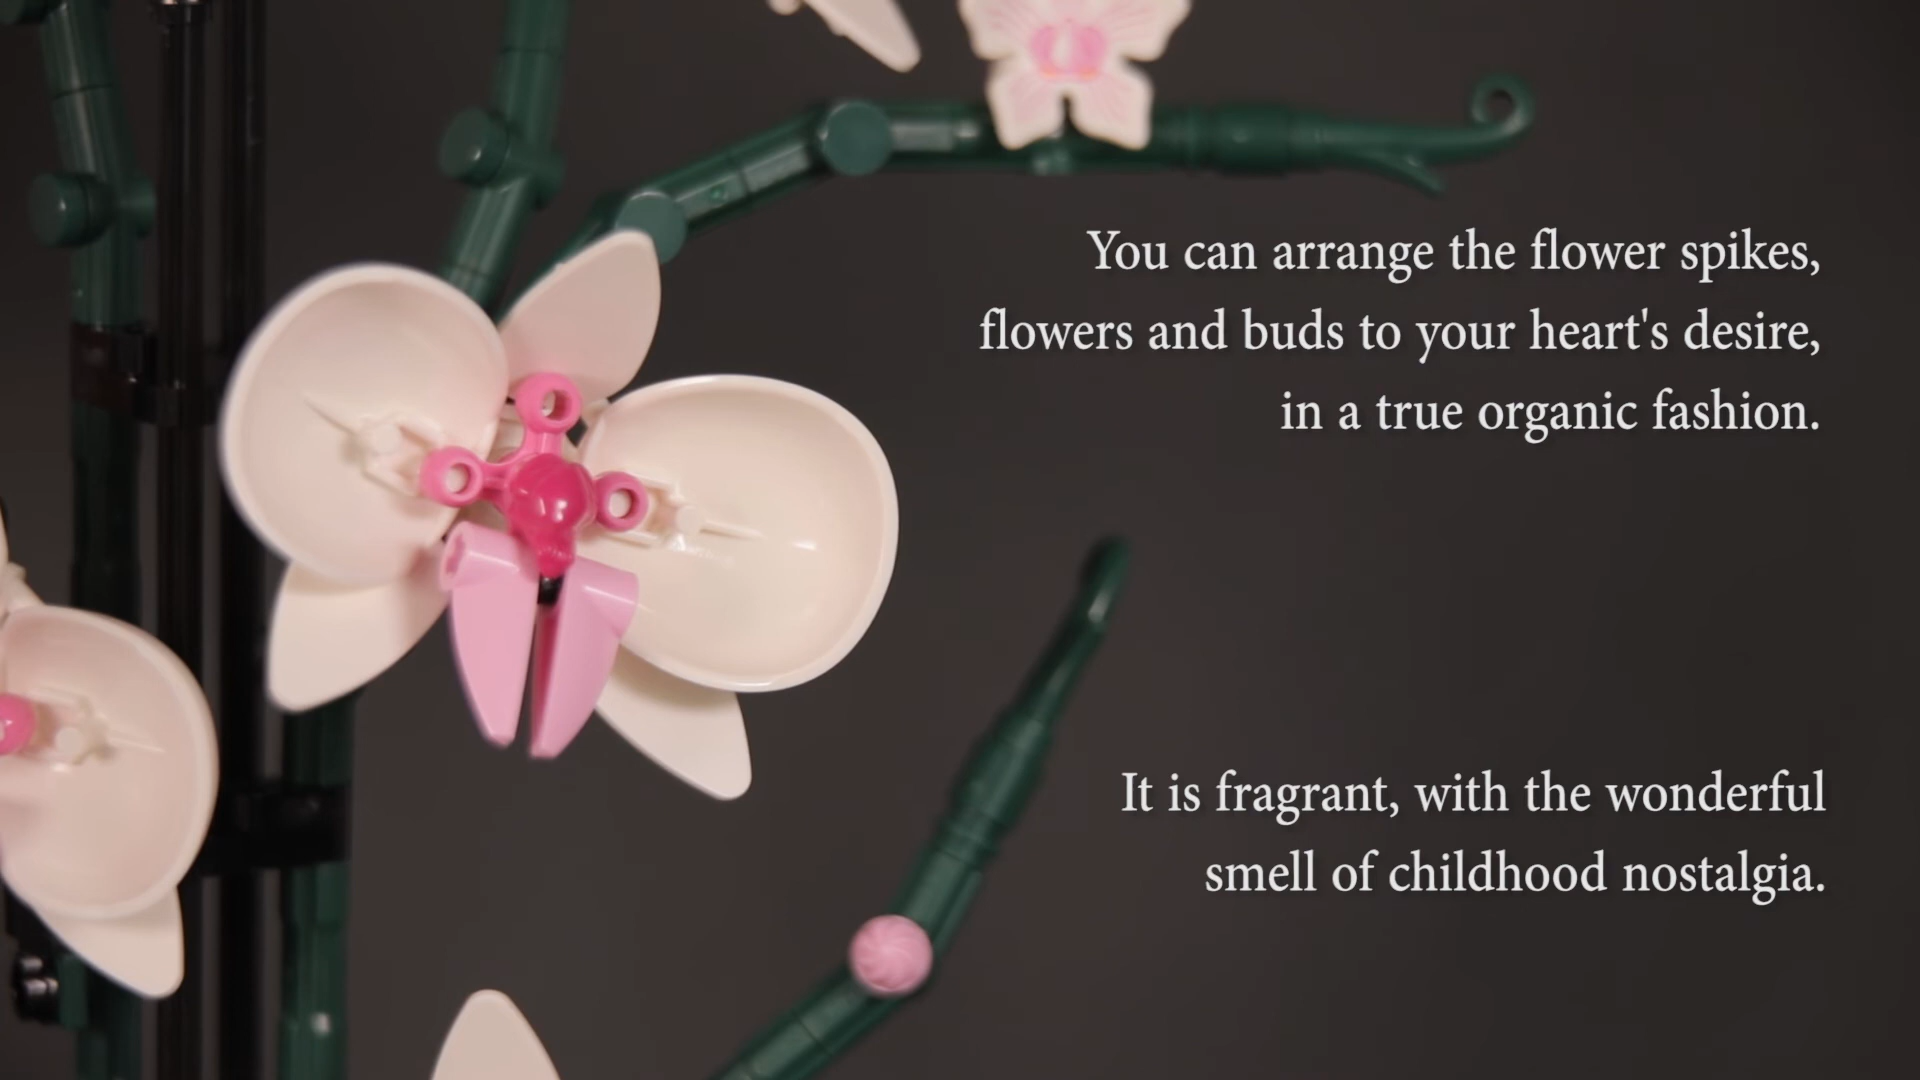 You can arrange the flower spikes,
flowers and buds to your heart's desire,
in a true organic fashion.
It is fragrant, with the wonderful
smell of childhood nostalgia.